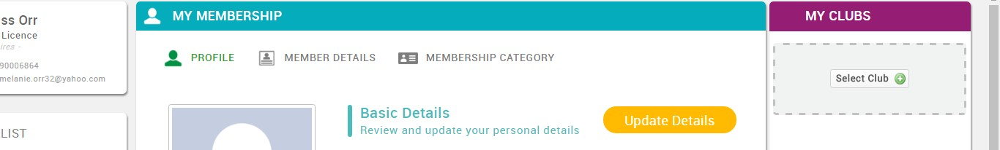 ss Orr
Licence
ires -
90006864
melanie.orr32@yahoo.com
LIST
MY MEMBERSHIP
PROFILE
MEMBER DETAILS
MEMBERSHIP CATEGORY
Basic Details
Review and update your personal details
Update Details
MY CLUBS
Select Club